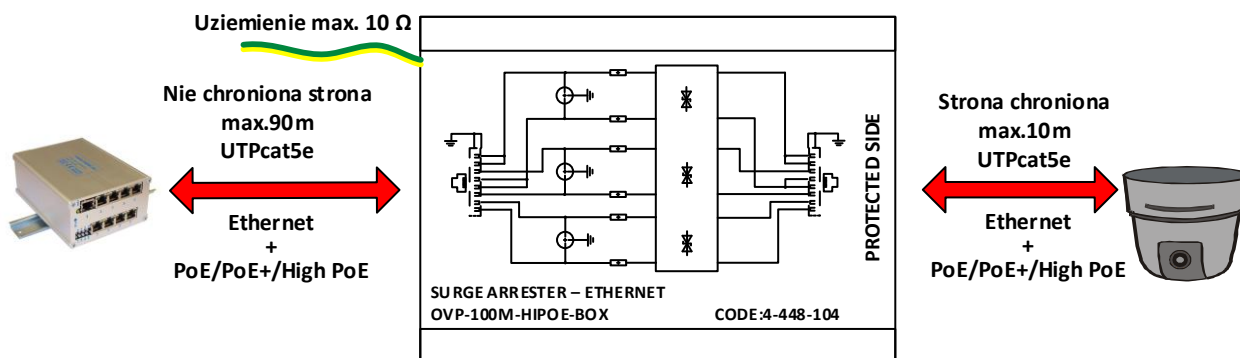 Uziemienie max. 10 Ω
Nie chroniona strona
max.90m
UTPcat5e
Ethernet
+
PoE/PoE+/High PoE
SURGE ARRESTER – ETHERNET
OVP-100M-HIPOE-BOX
CODE:4-448-104
PROTECTED SIDE
Strona chroniona
max.10m
UTPcat5e
Ethernet
+
PoE/PoE+/High PoE